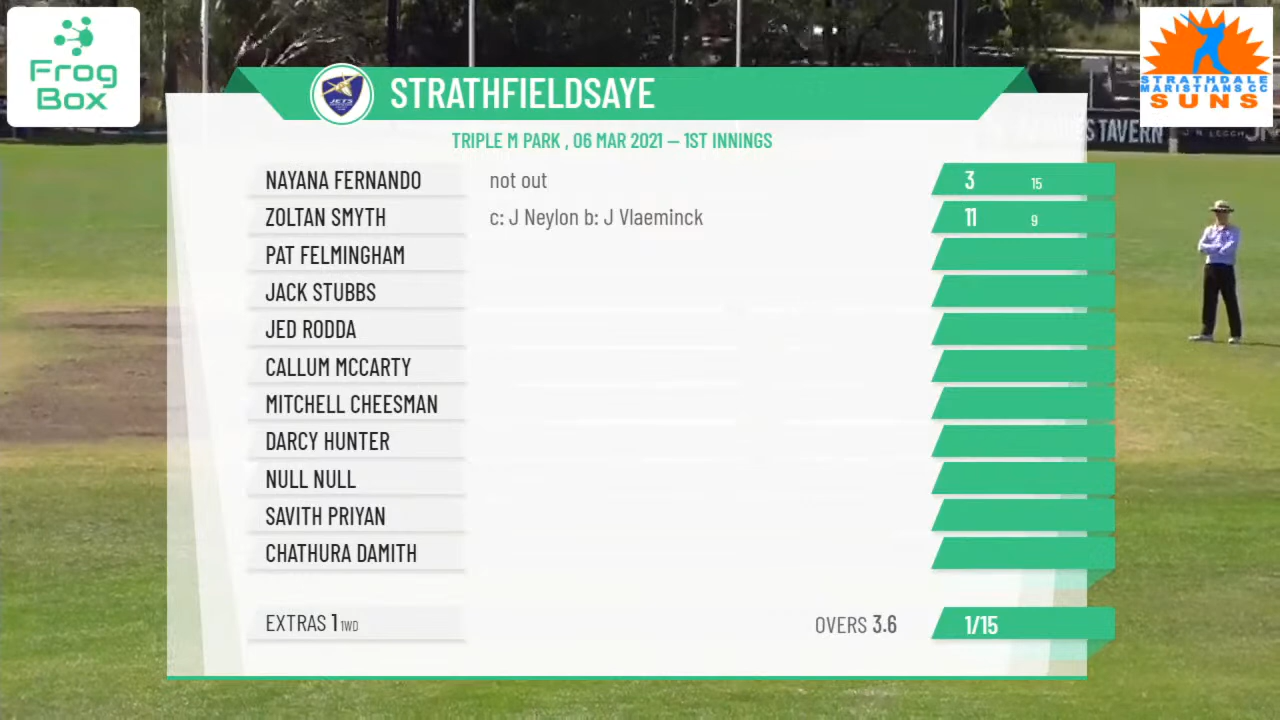 Frog
Box
STRATHFIELDSAYE
JETS
STRATHDALE
MARISTIANS CC
SUNS
TAVERN
TRIPLE M PARK , 06 MAR 2021 – 1ST INNINGS
NAYANA FERNANDO not out 3 15
ZOLTAN SMYTH c: J Neylon b: J Vlaeminck 11 9
PAT FELMINGHAM
JACK STUBBS
JED RODDA
CALLUM MCCARTY
MITCHELL CHEESMAN
DARCY HUNTER
NULL NULL
SAVITH PRIYAN
CHATHURA DAMITH
EXTRAS 1 1WD OVERS 3.6 1/15